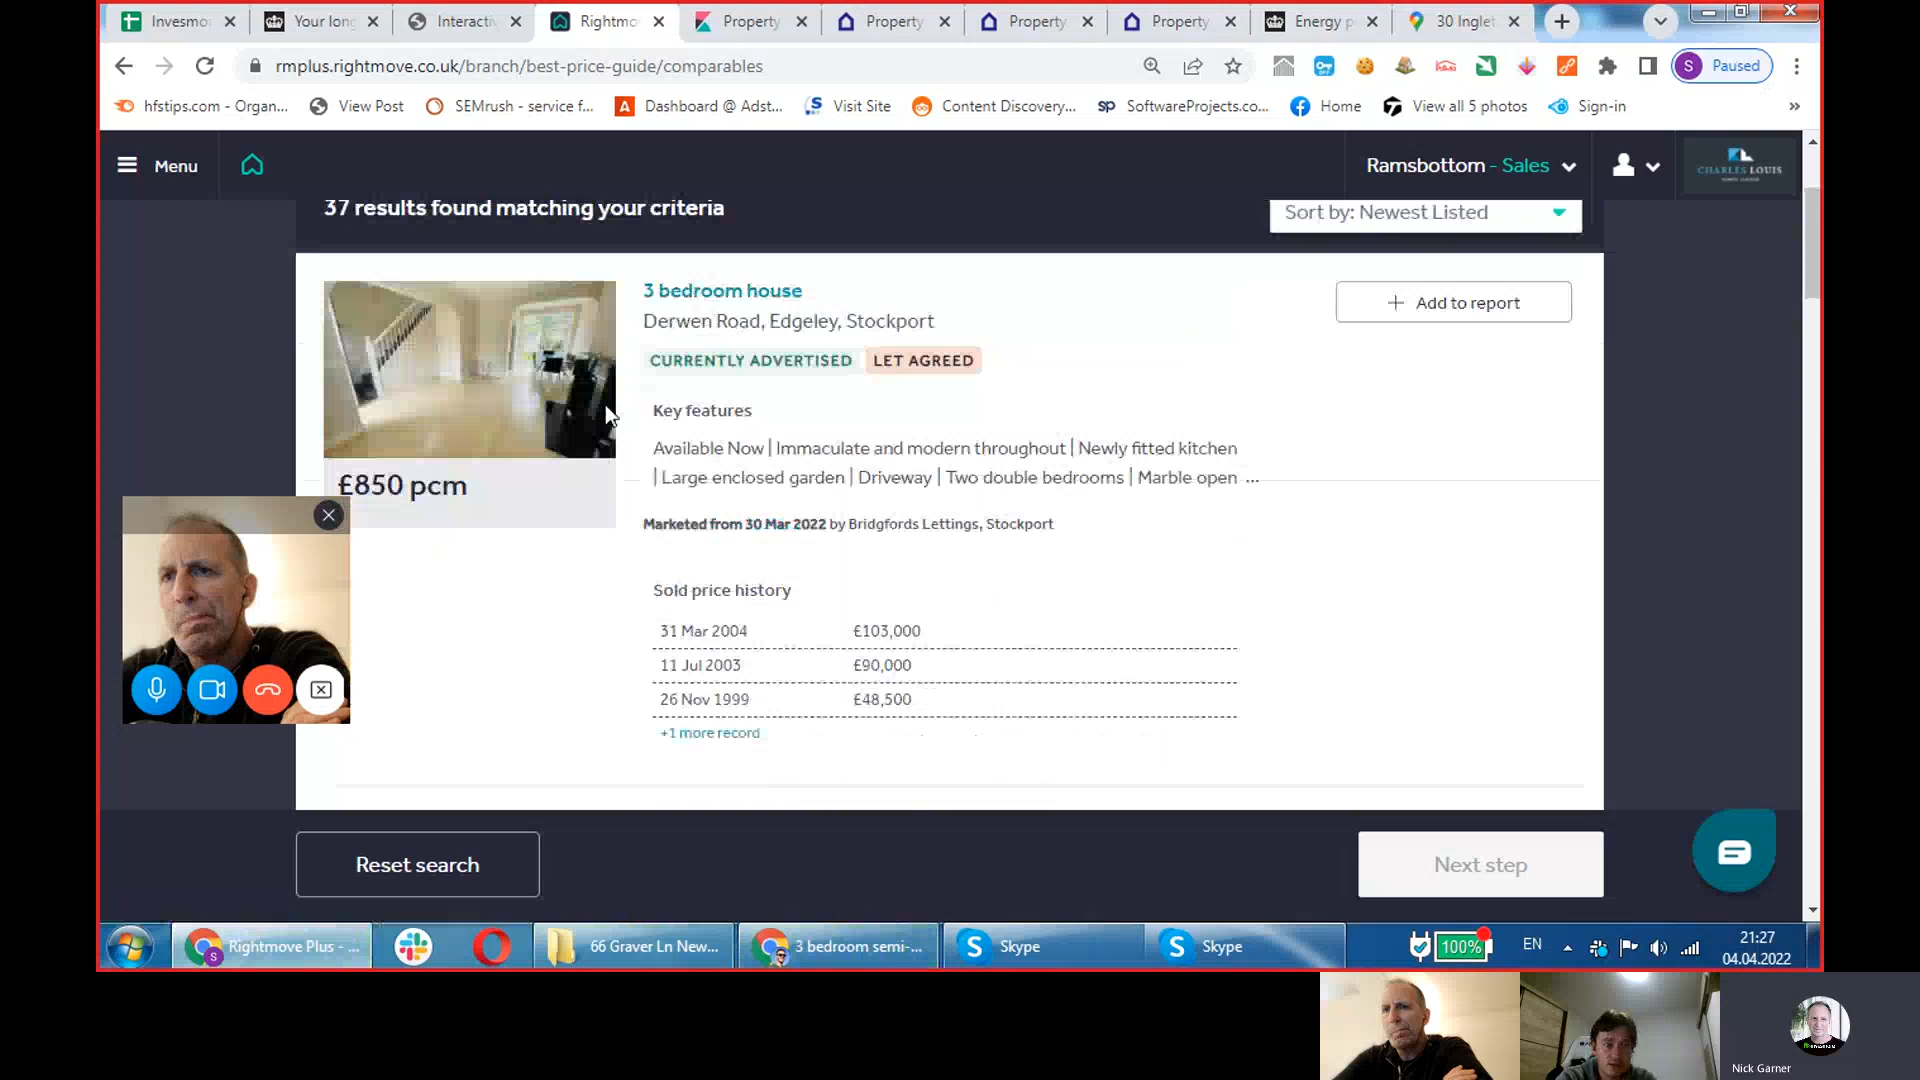 Invesmo
Your long
Interactiv
Rightmo
Property
Property
Property
Property
Energy p
30 Inglet
rmplus.rightmove.co.uk/branch/best-price-guide/comparables
S
Paused
hfstips.com - Organ...
View Post
SEMrush - service f...
Dashboard @ Adst...
Visit Site
Content Discovery...
sp
SoftwareProjects.co...
Home
View all 5 photos
Sign-in
»
Menu
Ramsbottom - Sales
CHARLES LOUIS
37 results found matching your criteria
Sort by: Newest Listed
3 bedroom house
+ Add to report
Derwen Road, Edgeley, Stockport
CURRENTLY ADVERTISED
LET AGREED
Key features
Available Now | Immaculate and modern throughout | Newly fitted kitchen
| Large enclosed garden | Driveway | Two double bedrooms | Marble open ...
£850 pcm
Marketed from 30 Mar 2022 by Bridgfords Lettings, Stockport
Sold price history
31 Mar 2004 £103,000
11 Jul 2003 £90,000
26 Nov 1999 £48,500
+1 more record
Reset search
Next step
Rightmove Plus - ...
66 Graver Ln New...
3 bedroom semi-...
Skype
Skype
100%
EN
21:27
04.04.2022
Nick Garner